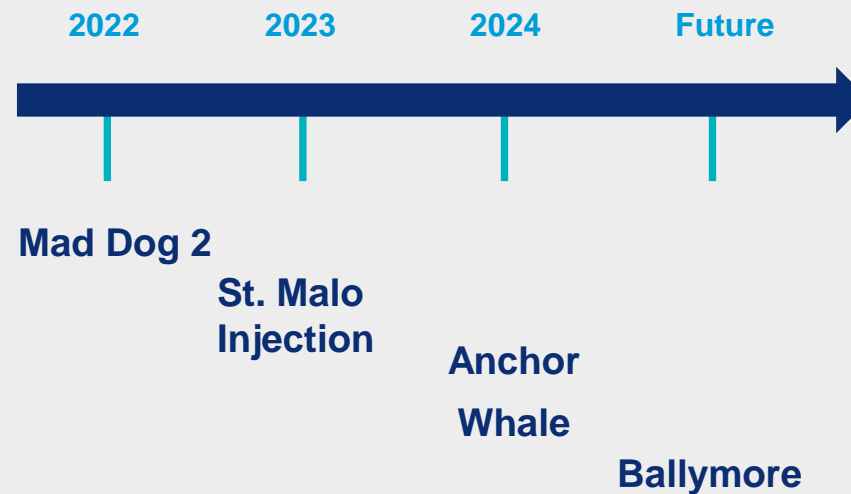 2022 2023 2024 Future
Mad Dog 2
St. Malo
Injection
Anchor
Whale
Ballymore